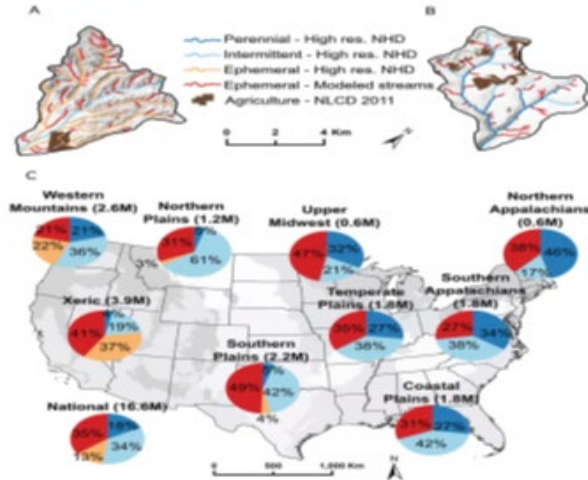 A
B
Perennial - High res. NHD
Intermittent - High res. NHD
Ephemeral - High res. NHD
Ephemeral - Modeled streams
Agriculture - NLCD 2011
0 2 4 Km
C
Western
Mountains (2.6M)
21% 21%
22% 36%
Northern
Plains (1.2M)
31%
3% 61%
Upper
Midwest (0.6M)
47% 32%
21%
Northern
Appalachians
(0.6M)
38% 46%
17%
Xeric (3.9M)
4%
41% 19%
37%
Southern
Plains (2.2M)
49% 42%
4%
Temperate
Plains (1.8M)
35% 27%
38%
Southern
Appalachians
(1.8M)
27% 34%
38%
National (16.6M)
35% 18%
13% 34%
Coastal
Plains (1.8M)
31% 27%
42%
0 500 1,000 Km
N